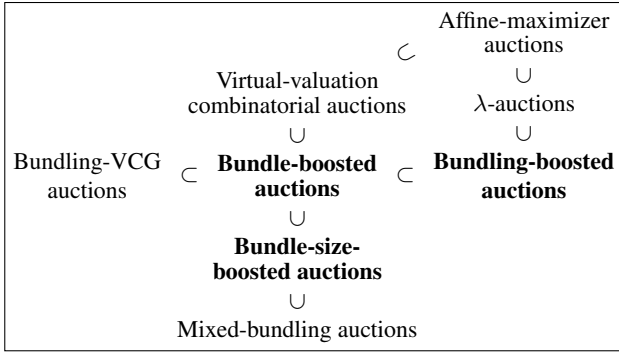 Affine-maximizer
auctions
⊂
Virtual-valuation
combinatorial auctions
∪
λ-auctions
∪
∪
Bundling-VCG
auctions
⊂
Bundle-boosted
auctions
⊂
Bundling-boosted
auctions
∪
Bundle-size-
boosted auctions
∪
Mixed-bundling auctions